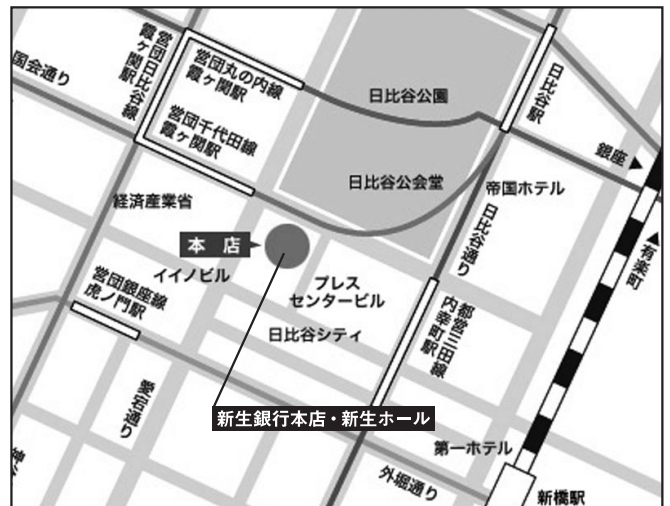 国会通り
営団日比谷線
霞ヶ関駅
営団丸の内線
霞ヶ関駅
営団千代田線
霞ヶ関駅
日比谷公園
日比谷駅
銀座
日比谷公会堂
帝国ホテル
経済産業省
日比谷通り
有楽町
本 店
イイノビル
プレス
センタービル
営団銀座線
虎ノ門駅
日比谷シティ
都営三田線
内幸町駅
愛宕通り
新生銀行本店・新生ホール
第一ホテル
外堀通り
新橋駅